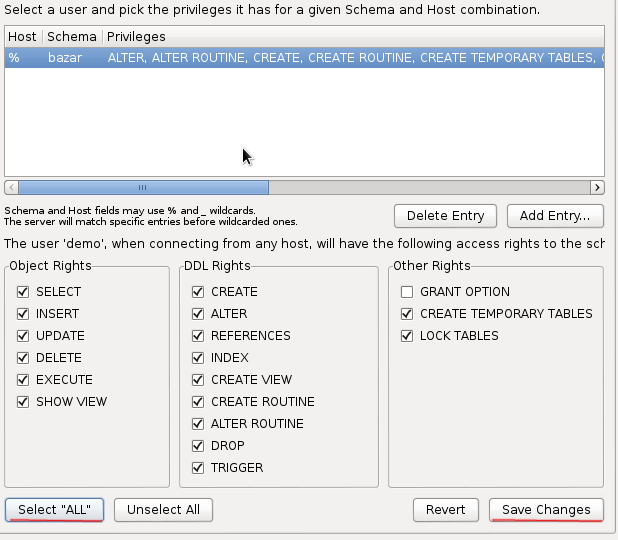 Select a user and pick the privileges it has for a given Schema and Host combination.
Host Schema Privileges
% bazar ALTER, ALTER ROUTINE, CREATE, CREATE ROUTINE, CREATE TEMPORARY TABLES,
Schema and Host fields may use % and _ wildcards.
The server will match specific entries before wildcarded ones.
Delete Entry Add Entry...
The user 'demo', when connecting from any host, will have the following access rights to the sch
Object Rights
SELECT
INSERT
UPDATE
DELETE
EXECUTE
SHOW VIEW
DDL Rights
CREATE
ALTER
REFERENCES
INDEX
CREATE VIEW
CREATE ROUTINE
ALTER ROUTINE
DROP
TRIGGER
Other Rights
GRANT OPTION
CREATE TEMPORARY TABLES
LOCK TABLES
Select "ALL" Unselect All Revert Save Changes